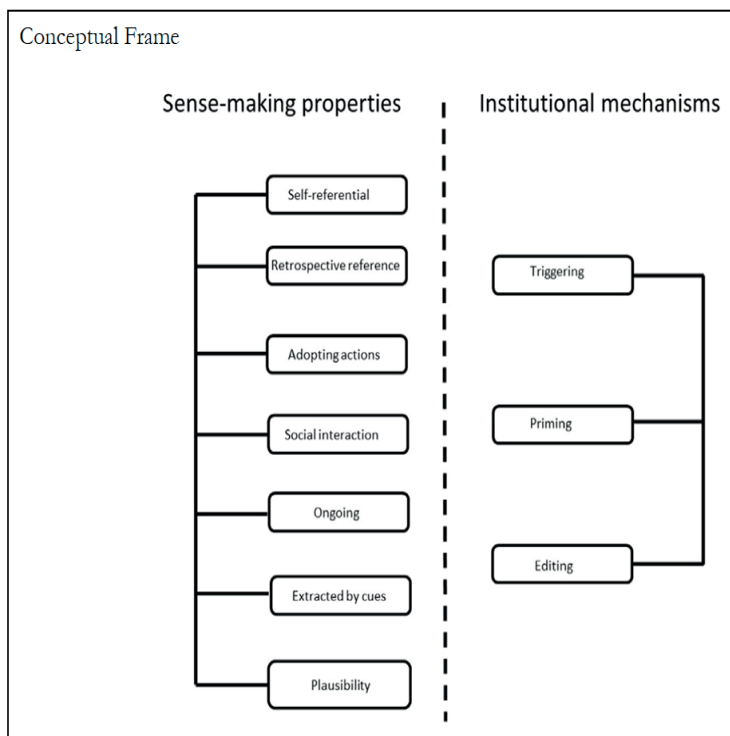 Conceptual Frame
Sense-making properties
Institutional mechanisms
Self-referential
Retrospective reference
Adopting actions
Social interaction
Ongoing
Extracted by cues
Plausibility
Triggering
Priming
Editing